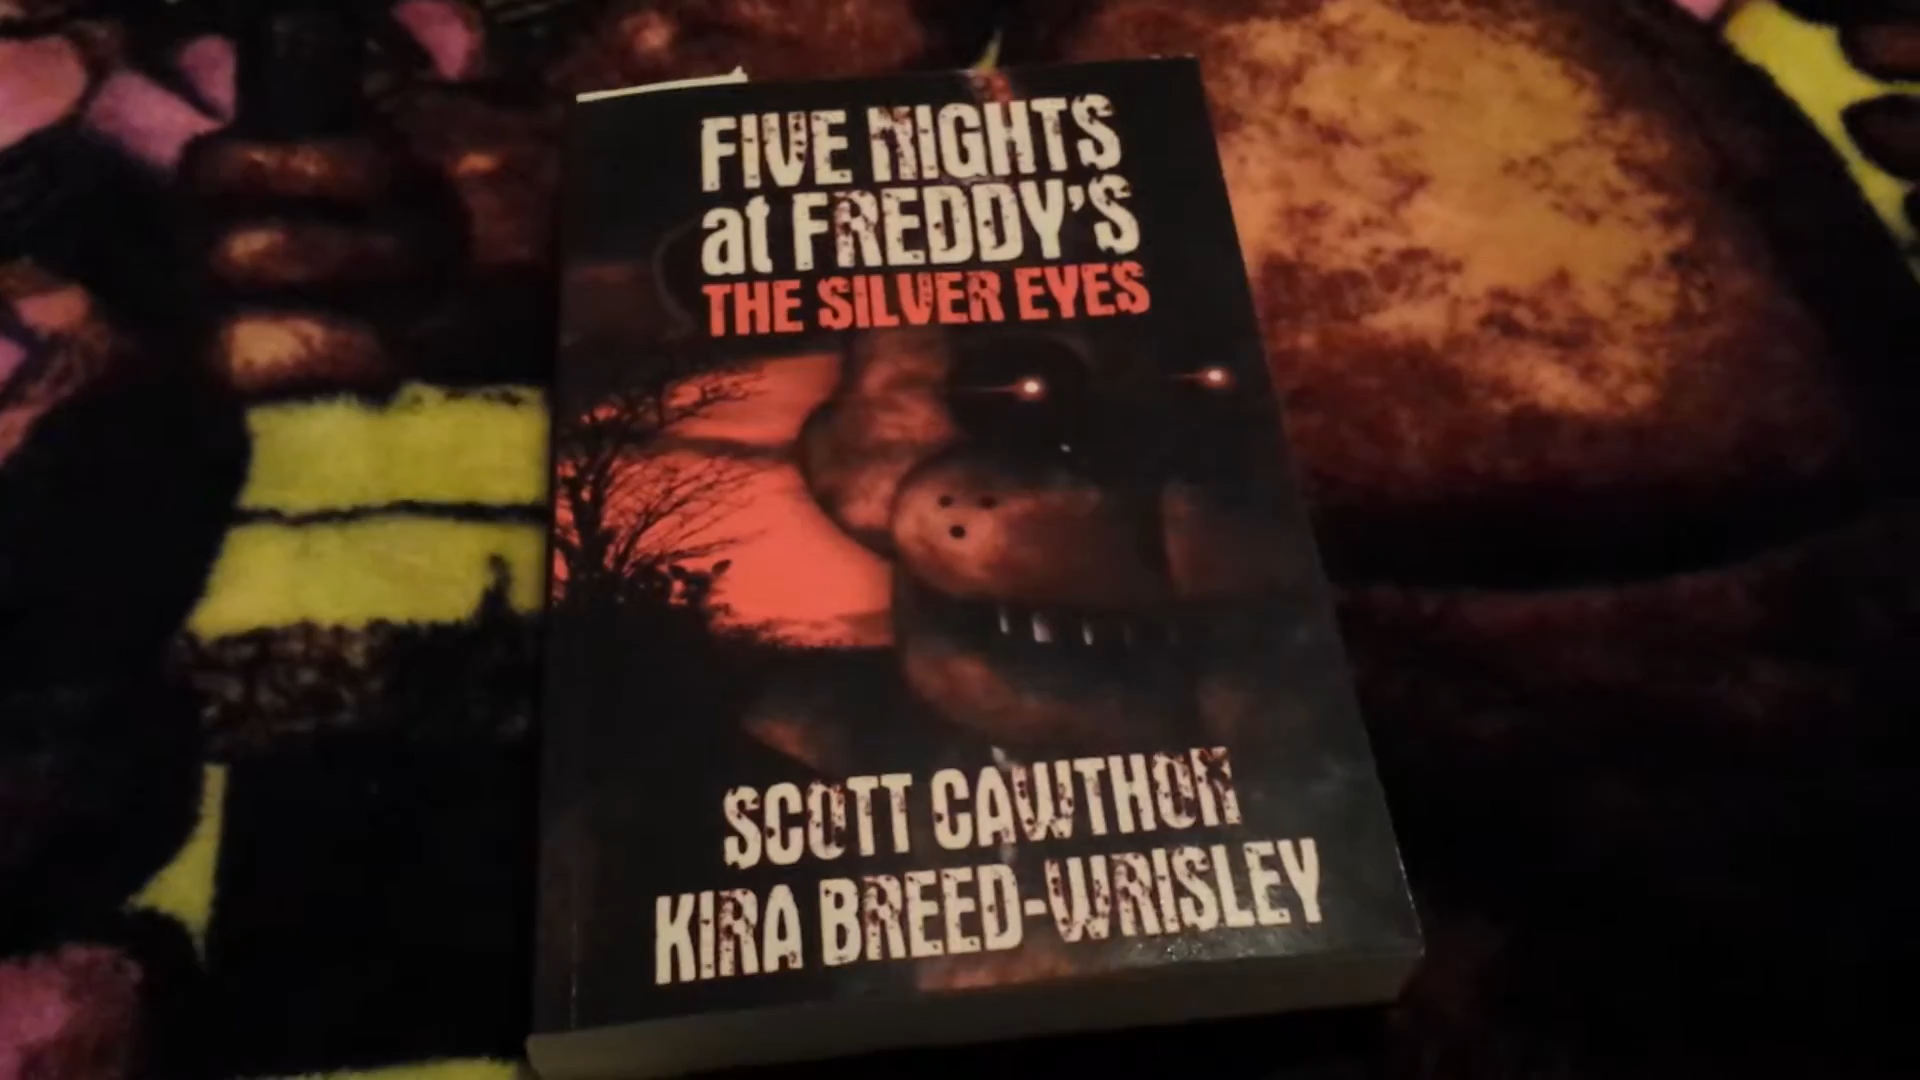 FIVE NIGHTS
at FREDDY'S
THE SILVER EYES
SCOTT CAWTHON
KIRA BREED-WRISLEY